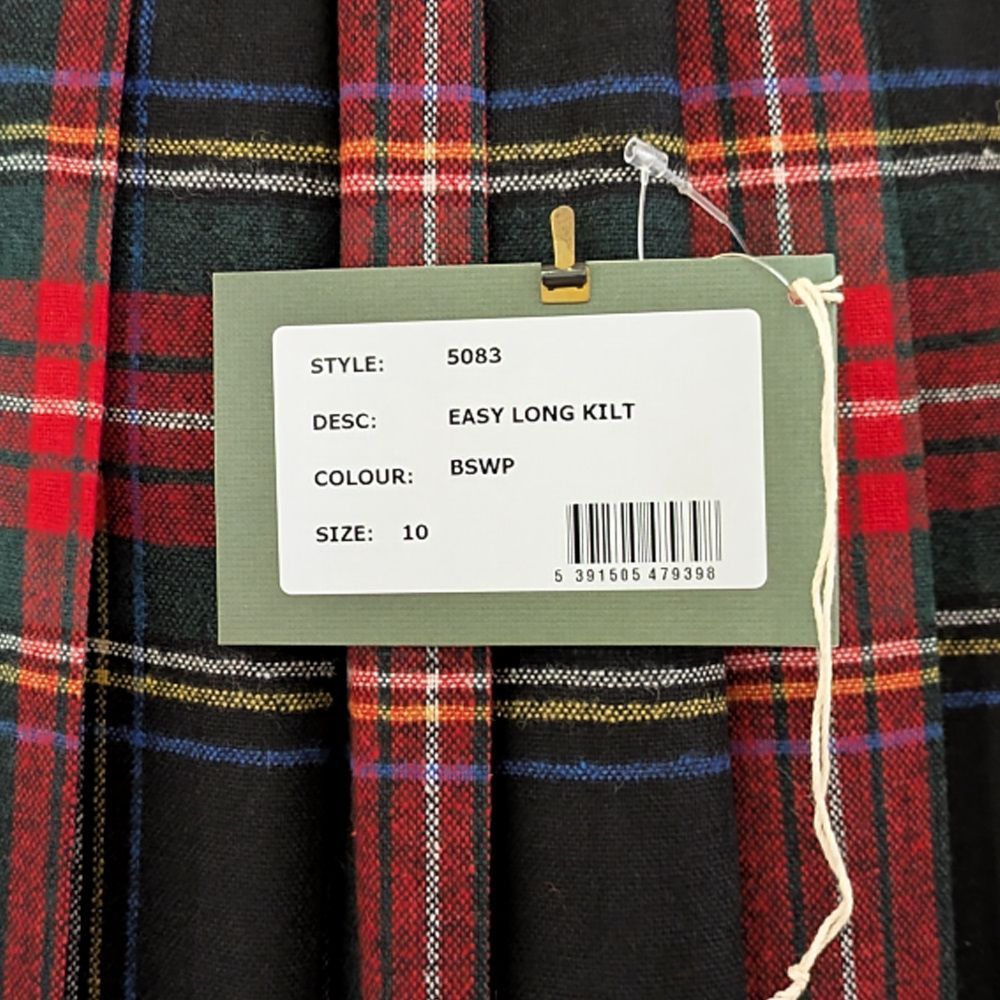 STYLE: 5083
DESC: EASY LONG KILT
COLOUR: BSWP
SIZE: 10
5 391505 479398